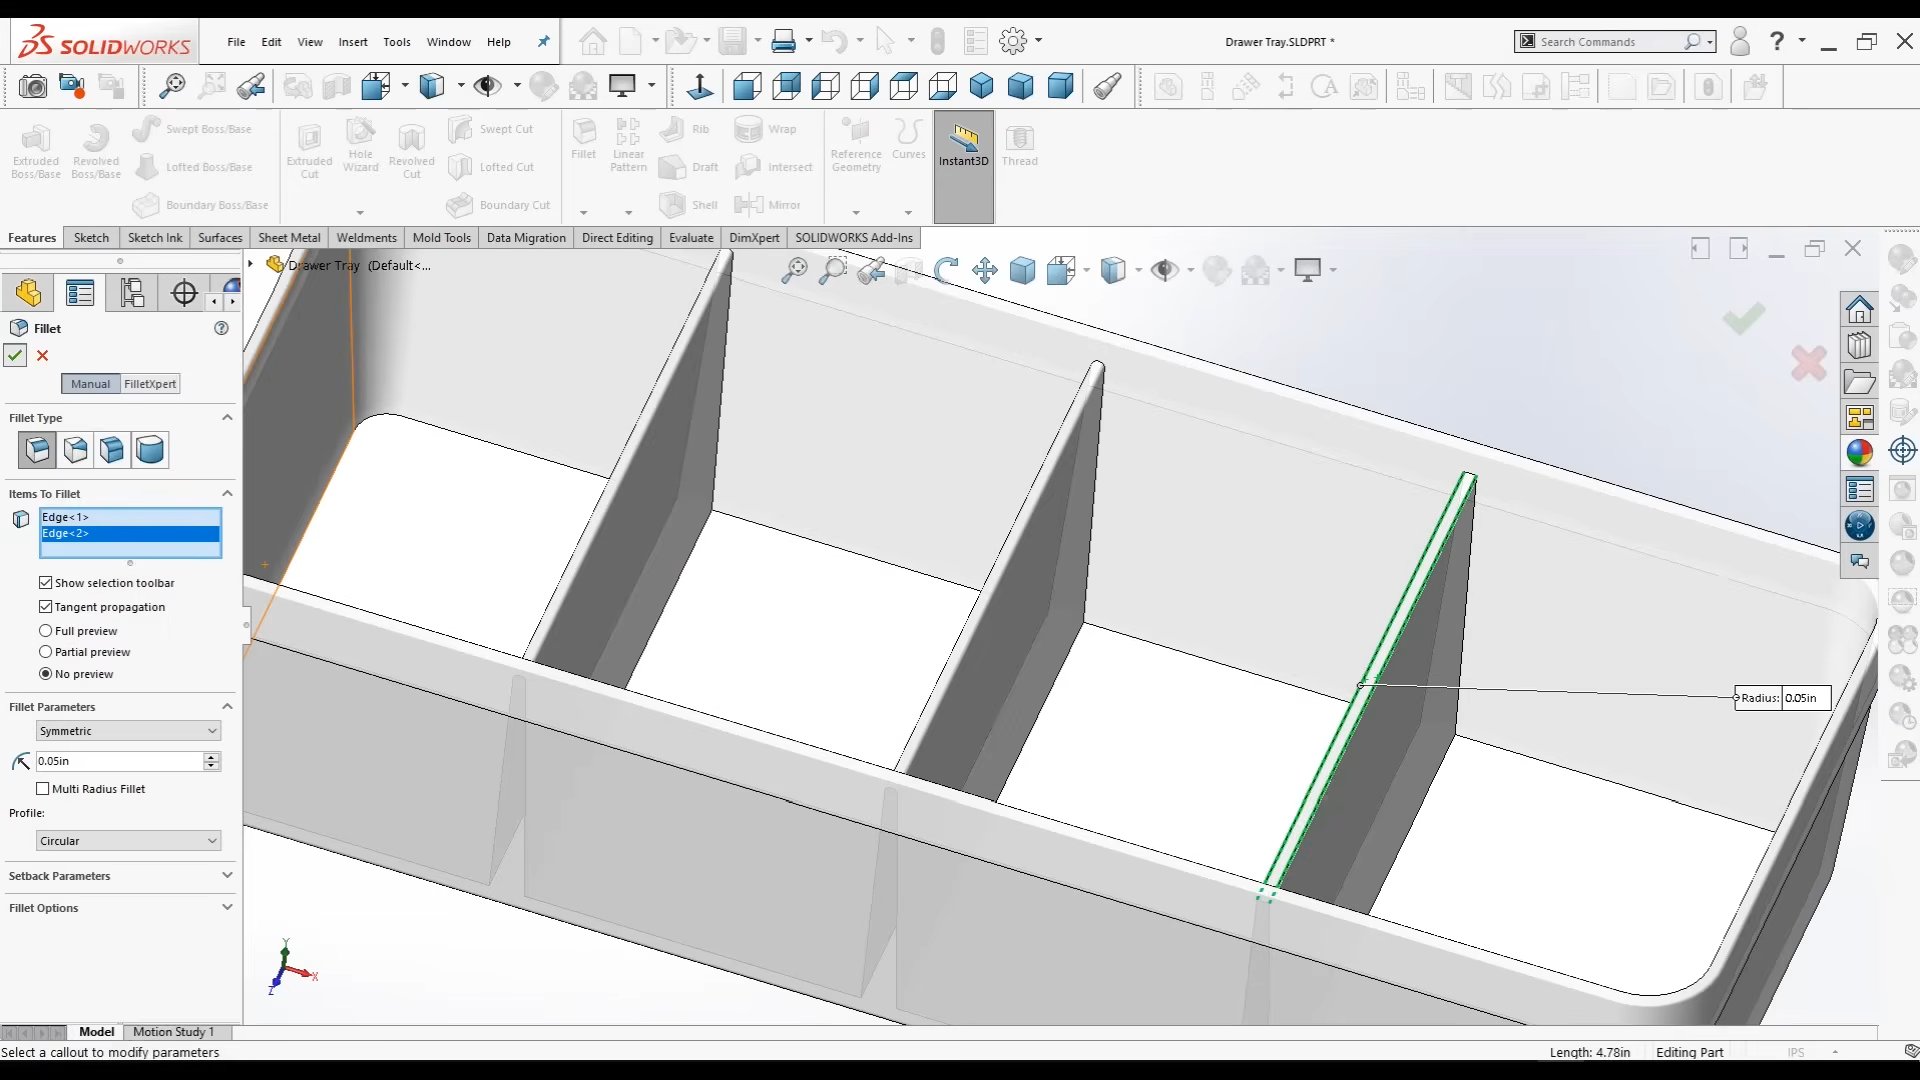 SOLIDWORKS
File Edit View Insert Tools Window Help
Drawer Tray.SLDPRT *
Search Commands
Extruded Boss/Base
Revolved Boss/Base
Swept Boss/Base
Lofted Boss/Base
Boundary Boss/Base
Extruded Cut
Hole Wizard
Revolved Cut
Swept Cut
Lofted Cut
Boundary Cut
Fillet
Linear Pattern
Rib
Draft
Shell
Wrap
Intersect
Mirror
Reference Geometry
Curves
Instant3D
Thread
Features Sketch Sketch Ink Surfaces Sheet Metal Weldments Mold Tools Data Migration Direct Editing Evaluate DimXpert SOLIDWORKS Add-Ins
Drawer Tray (Default<...
Fillet
Manual FilletXpert
Fillet Type
Items To Fillet
Edge<1>
Edge<2>
Show selection toolbar
Tangent propagation
Full preview
Partial preview
No preview
Fillet Parameters
Symmetric
0.05in
Multi Radius Fillet
Profile:
Circular
Setback Parameters
Fillet Options
Radius: 0.05in
Y
X
Z
Model Motion Study 1
Select a callout to modify parameters
Length: 4.78in Editing Part IPS